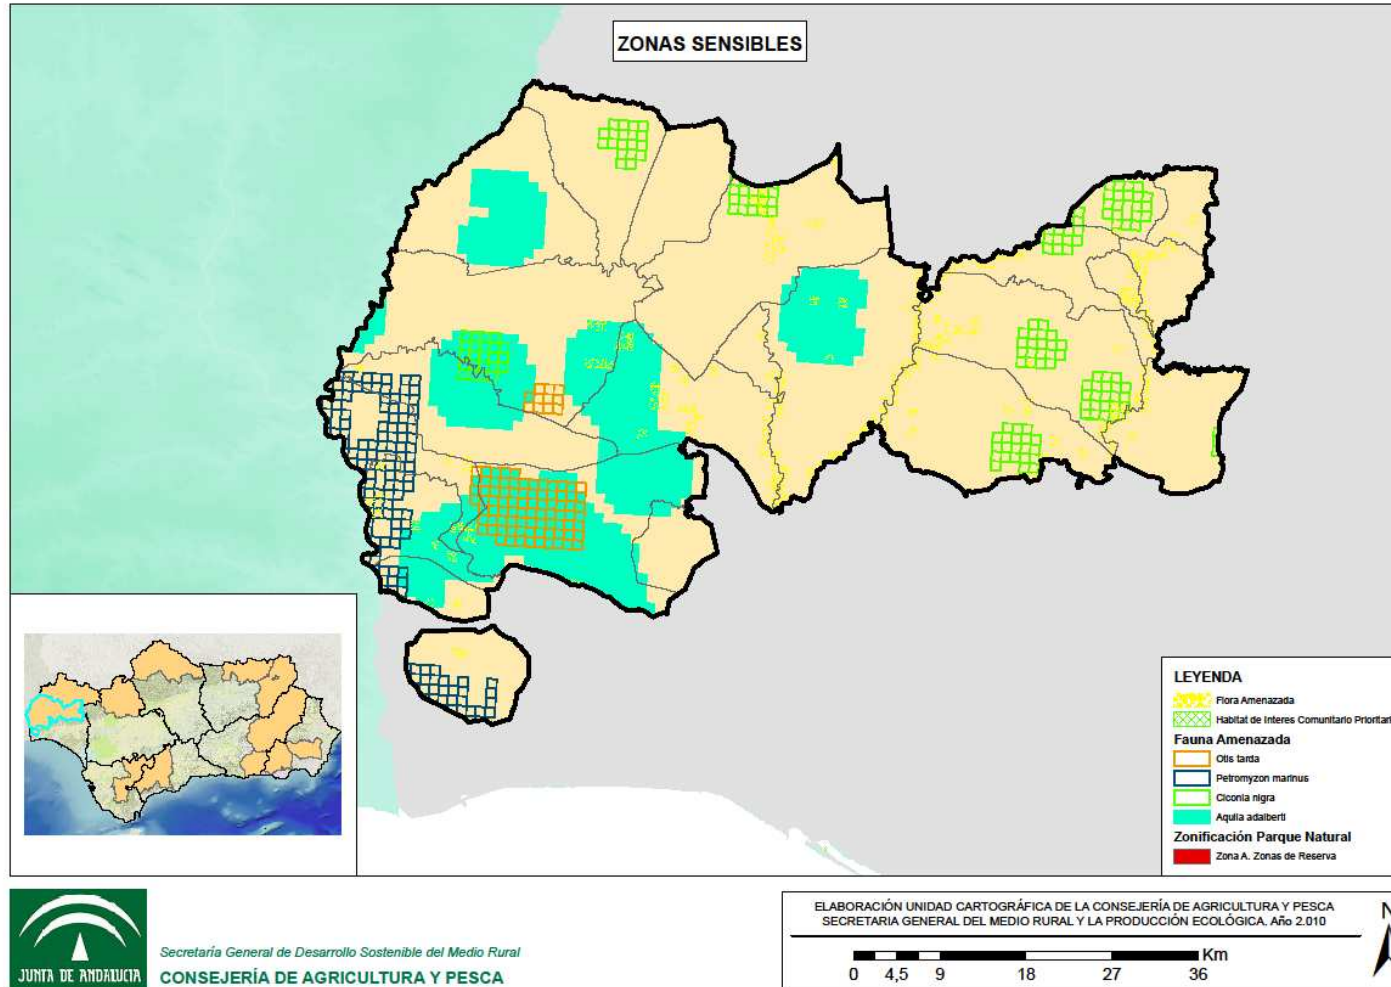 ZONAS SENSIBLES
LEYENDA
Flora Amenazada
Habitat de Interes Comunitario Prioritari
Fauna Amenazada
Otis tarda
Petromyzon marinus
Ciconia nigra
Aquila adalberti
Zonificación Parque Natural
Zona A. Zonas de Reserva
JUNTA DE ANDALUCIA
Secretaría General de Desarrollo Sostenible del Medio Rural
CONSEJERÍA DE AGRICULTURA Y PESCA
ELABORACIÓN UNIDAD CARTOGRÁFICA DE LA CONSEJERÍA DE AGRICULTURA Y PESCA
SECRETARIA GENERAL DEL MEDIO RURAL Y LA PRODUCCIÓN ECOLÓGICA. Año 2.010
Km
0 4,5 9 18 27 36
N